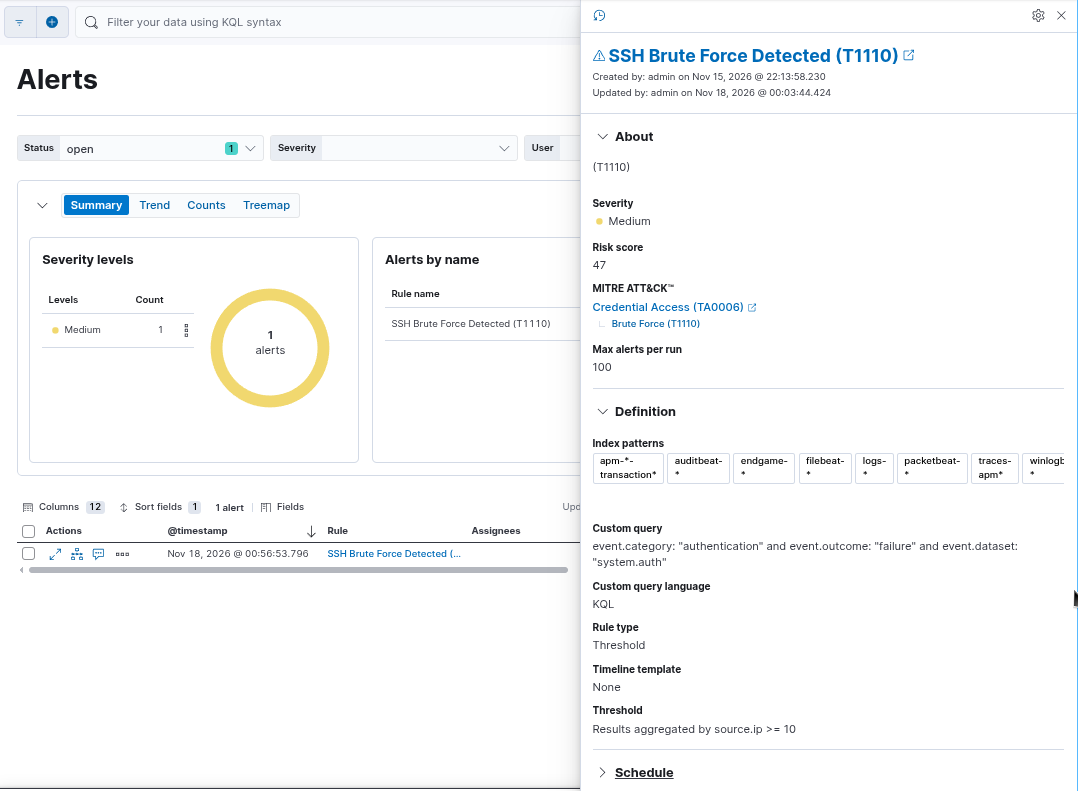 Filter your data using KQL syntax
Alerts
Status open 1
Severity
User
Summary Trend Counts Treemap
Severity levels
Levels Count
Medium 1
1
alerts
Alerts by name
Rule name
SSH Brute Force Detected (T1110)
Columns 12 Sort fields 1 1 alert Fields Upd
Actions @timestamp Rule Assignees
Nov 18, 2026 @ 00:56:53.796 SSH Brute Force Detected (...
SSH Brute Force Detected (T1110)
Created by: admin on Nov 15, 2026 @ 22:13:58.230
Updated by: admin on Nov 18, 2026 @ 00:03:44.424
About
(T1110)
Severity
Medium
Risk score
47
MITRE ATT&CK™
Credential Access (TA0006)
Brute Force (T1110)
Max alerts per run
100
Definition
Index patterns
apm-*- auditbeat- endgame- filebeat- logs- packetbeat- traces- winlogb
transaction* * * * * * apm* *
Custom query
event.category: "authentication" and event.outcome: "failure" and event.dataset:
"system.auth"
Custom query language
KQL
Rule type
Threshold
Timeline template
None
Threshold
Results aggregated by source.ip >= 10
Schedule